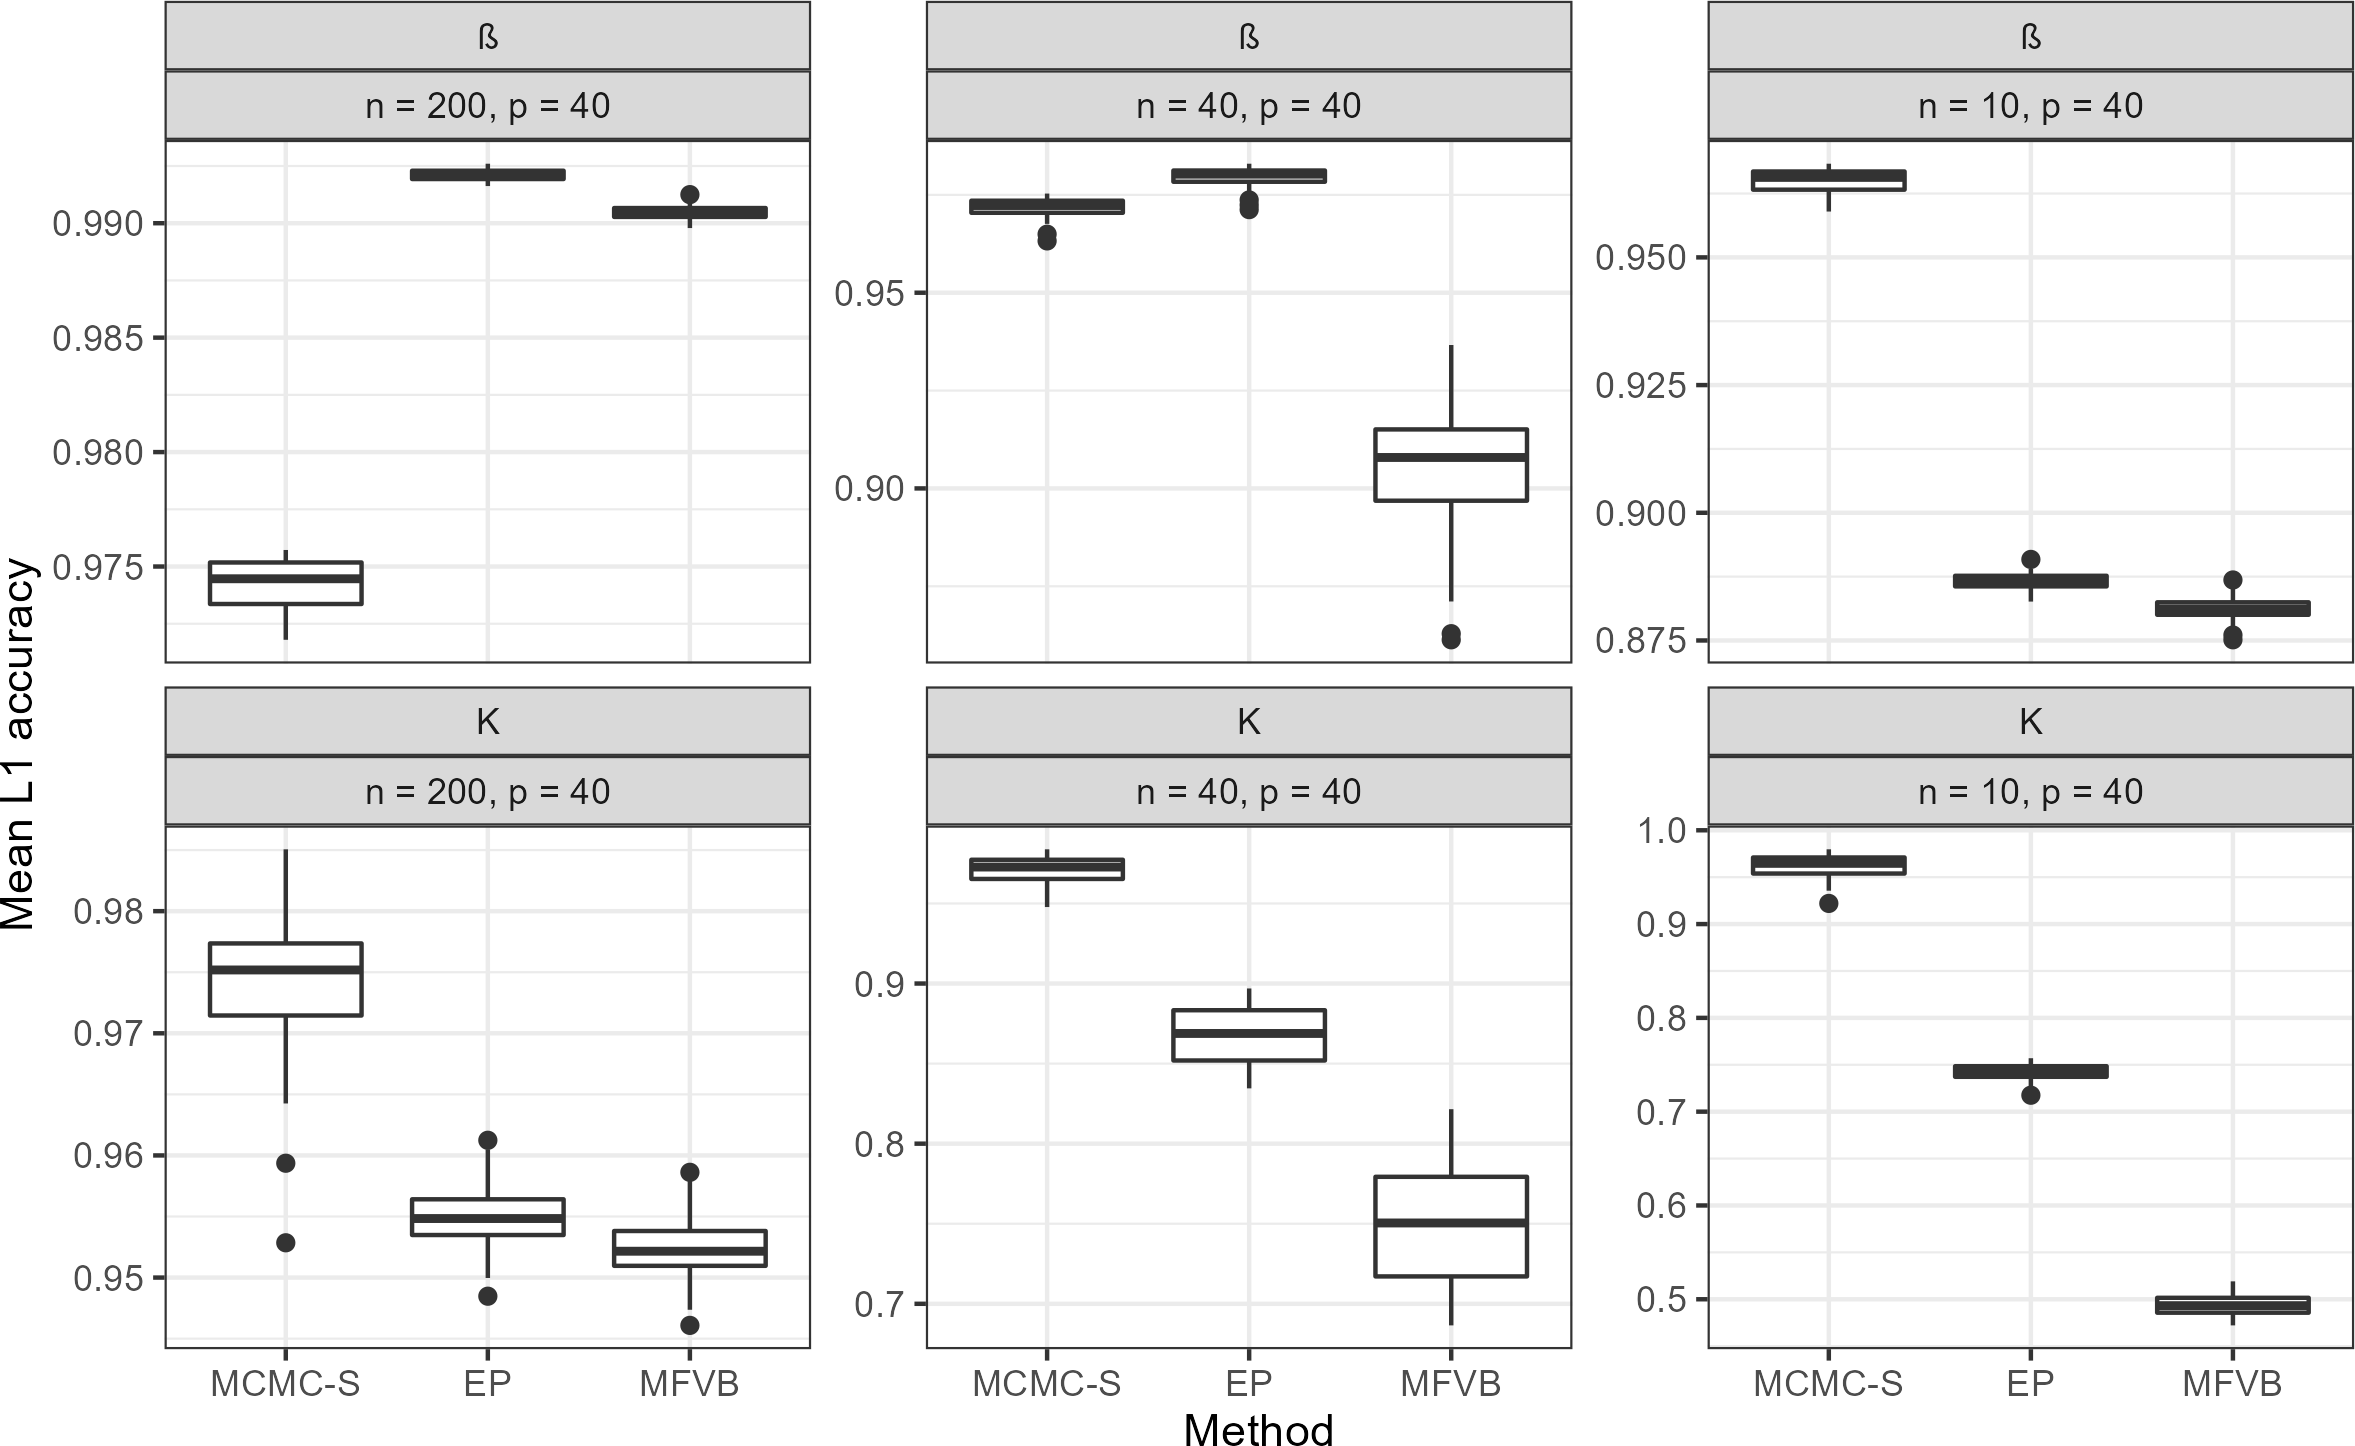 ß
ß
ß
n = 200, p = 40
n = 40, p = 40
n = 10, p = 40
0.990
0.985
0.980
0.975
0.95
0.90
0.950
0.925
0.900
0.875
K
K
K
n = 200, p = 40
n = 40, p = 40
n = 10, p = 40
0.98
0.97
0.96
0.95
0.9
0.8
0.7
1.0
0.9
0.8
0.7
0.6
0.5
MCMC-S EP MFVB
MCMC-S EP MFVB
MCMC-S EP MFVB
Method
Mean L1 accuracy